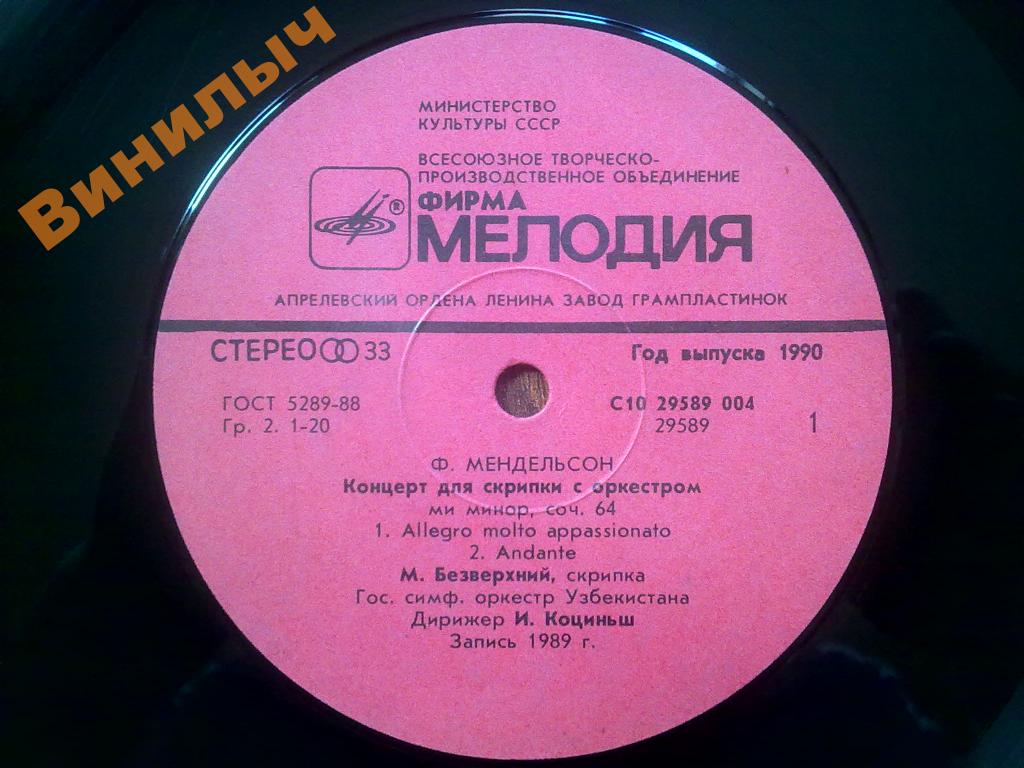 Винилыч
МИНИСТЕРСТВО
КУЛЬТУРЫ СССР
ВСЕСОЮЗНОЕ ТВОРЧЕСКО-
ПРОИЗВОДСТВЕННОЕ ОБЪЕДИНЕНИЕ
ФИРМА
® МЕЛОДИЯ
АПРЕЛЕВСКИЙ ОРДЕНА ЛЕНИНА ЗАВОД ГРАМПЛАСТИНОК
СТЕРЕО 33 Год выпуска 1990
ГОСТ 5289-88 С10 29589 004
Гр. 2. 1-20 29589 1
Ф. МЕНДЕЛЬСОН
Концерт для скрипки с оркестром
ми минор, соч. 64
1. Allegro molto appassionato
2. Andante
М. Безверхний, скрипка
Гос. симф. оркестр Узбекистана
Дирижер И. Коциньш
Запись 1989 г.